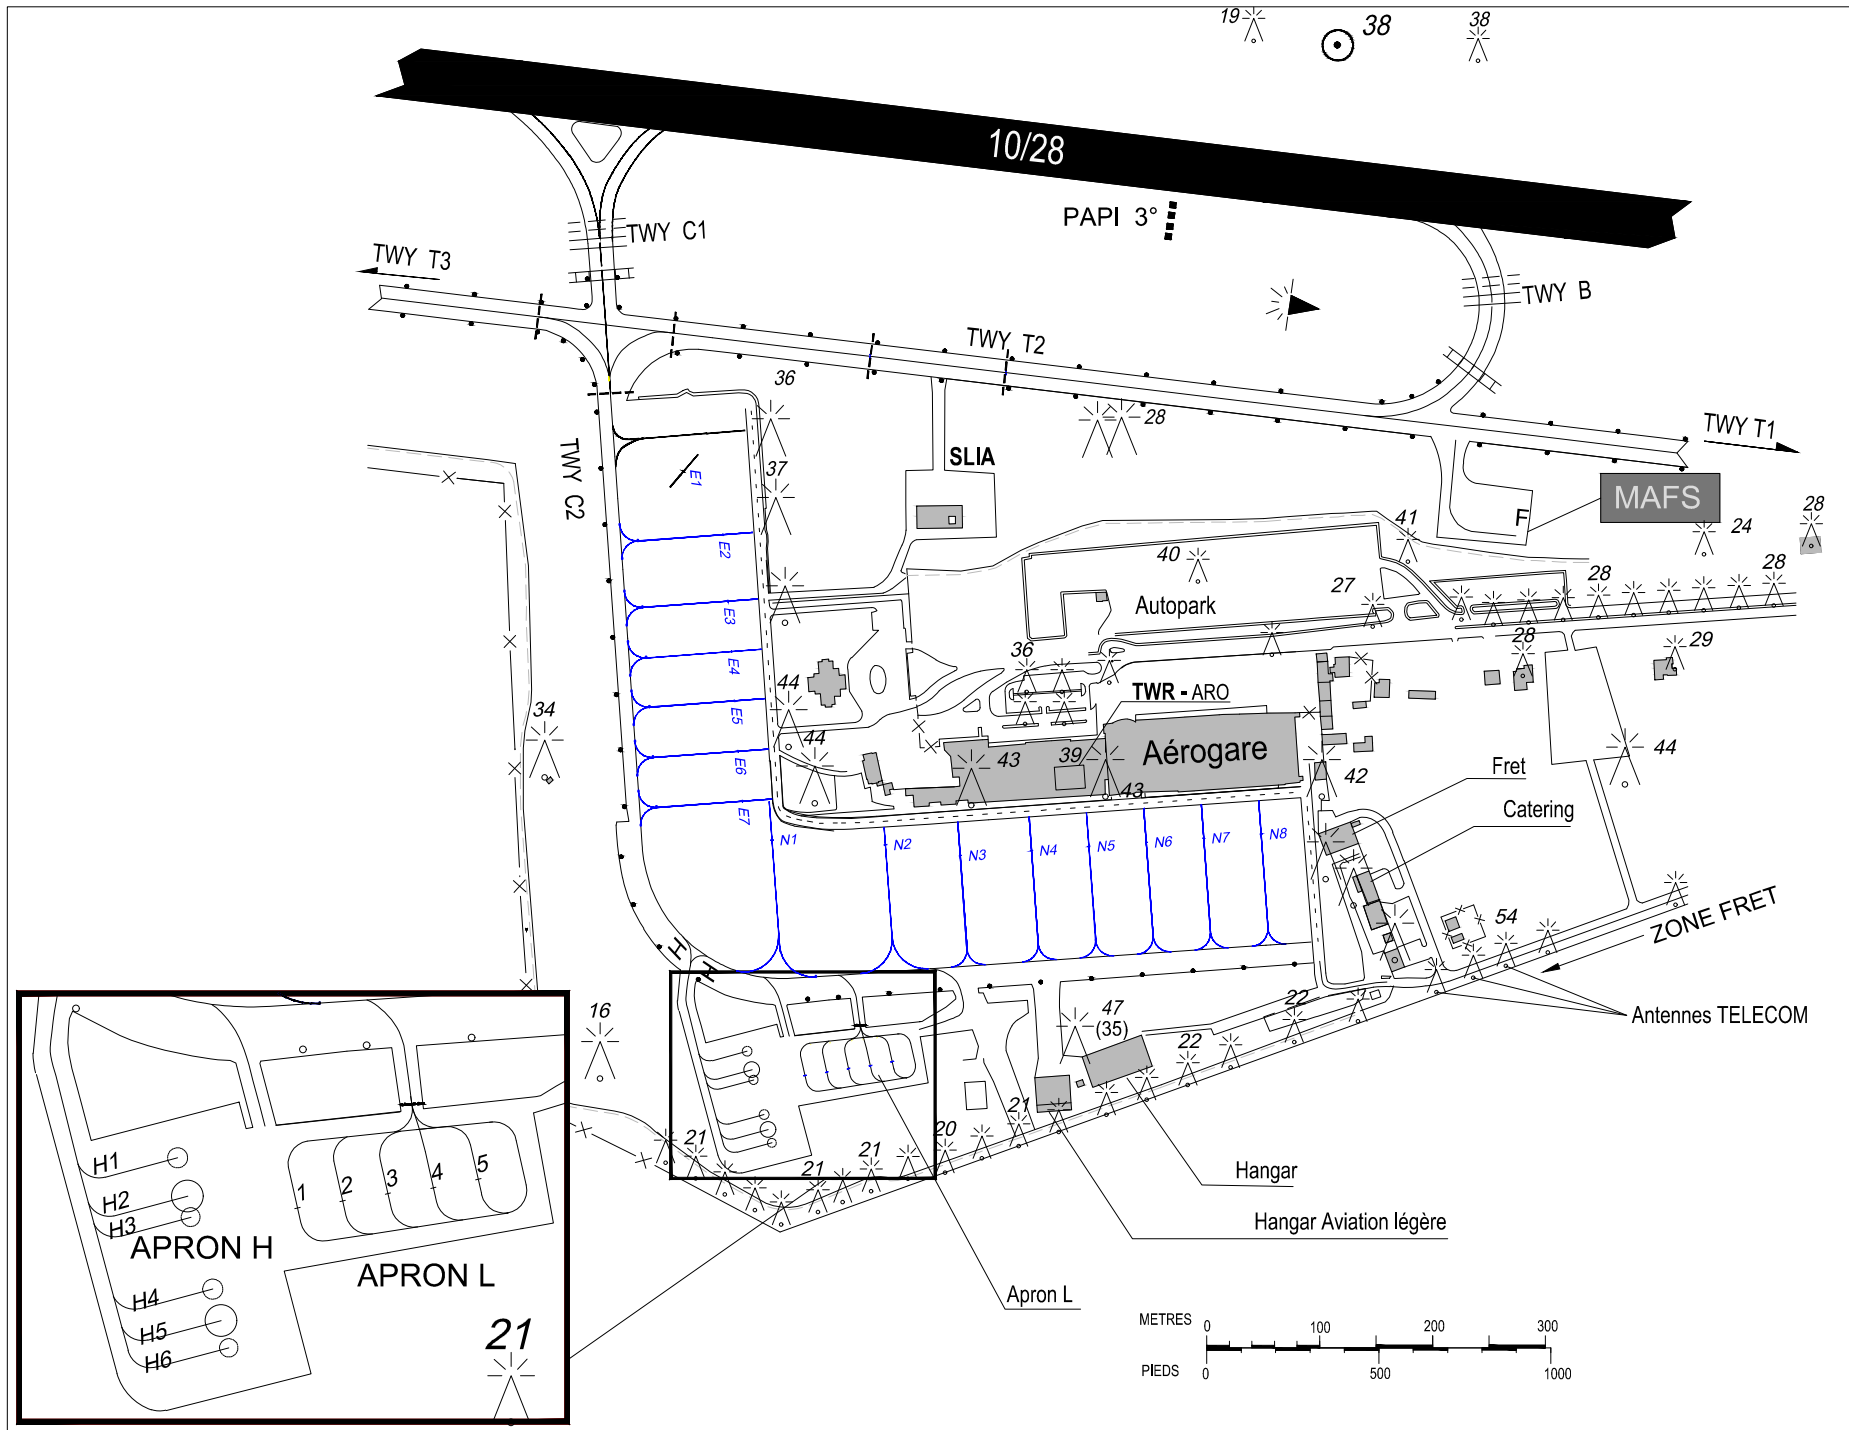 19
38
38
10/28
PAPI 3°
TWY C1
TWY T3
TWY B
TWY T2
36
28
TWY T1
TWY C2
SLIA
37
E1
MAFS
F
28
24
41
E2
40
27
28
Autopark
E3
36
28
29
E4
44
TWR - ARO
34
E5
44
43
39
Aérogare
44
E6
43
42
Fret
Catering
E7
N1
N2
N3
N4
N5
N6
N7
N8
54
ZONE FRET
H
A
16
47
(35)
22
22
Antennes TELECOM
21
21
21
20
21
Hangar
Hangar Aviation légère
Apron L
H1
H2
H3
1
2
3
4
5
APRON H
APRON L
H4
H5
H6
21
METRES
0
100
200
300
PIEDS
0
500
1000